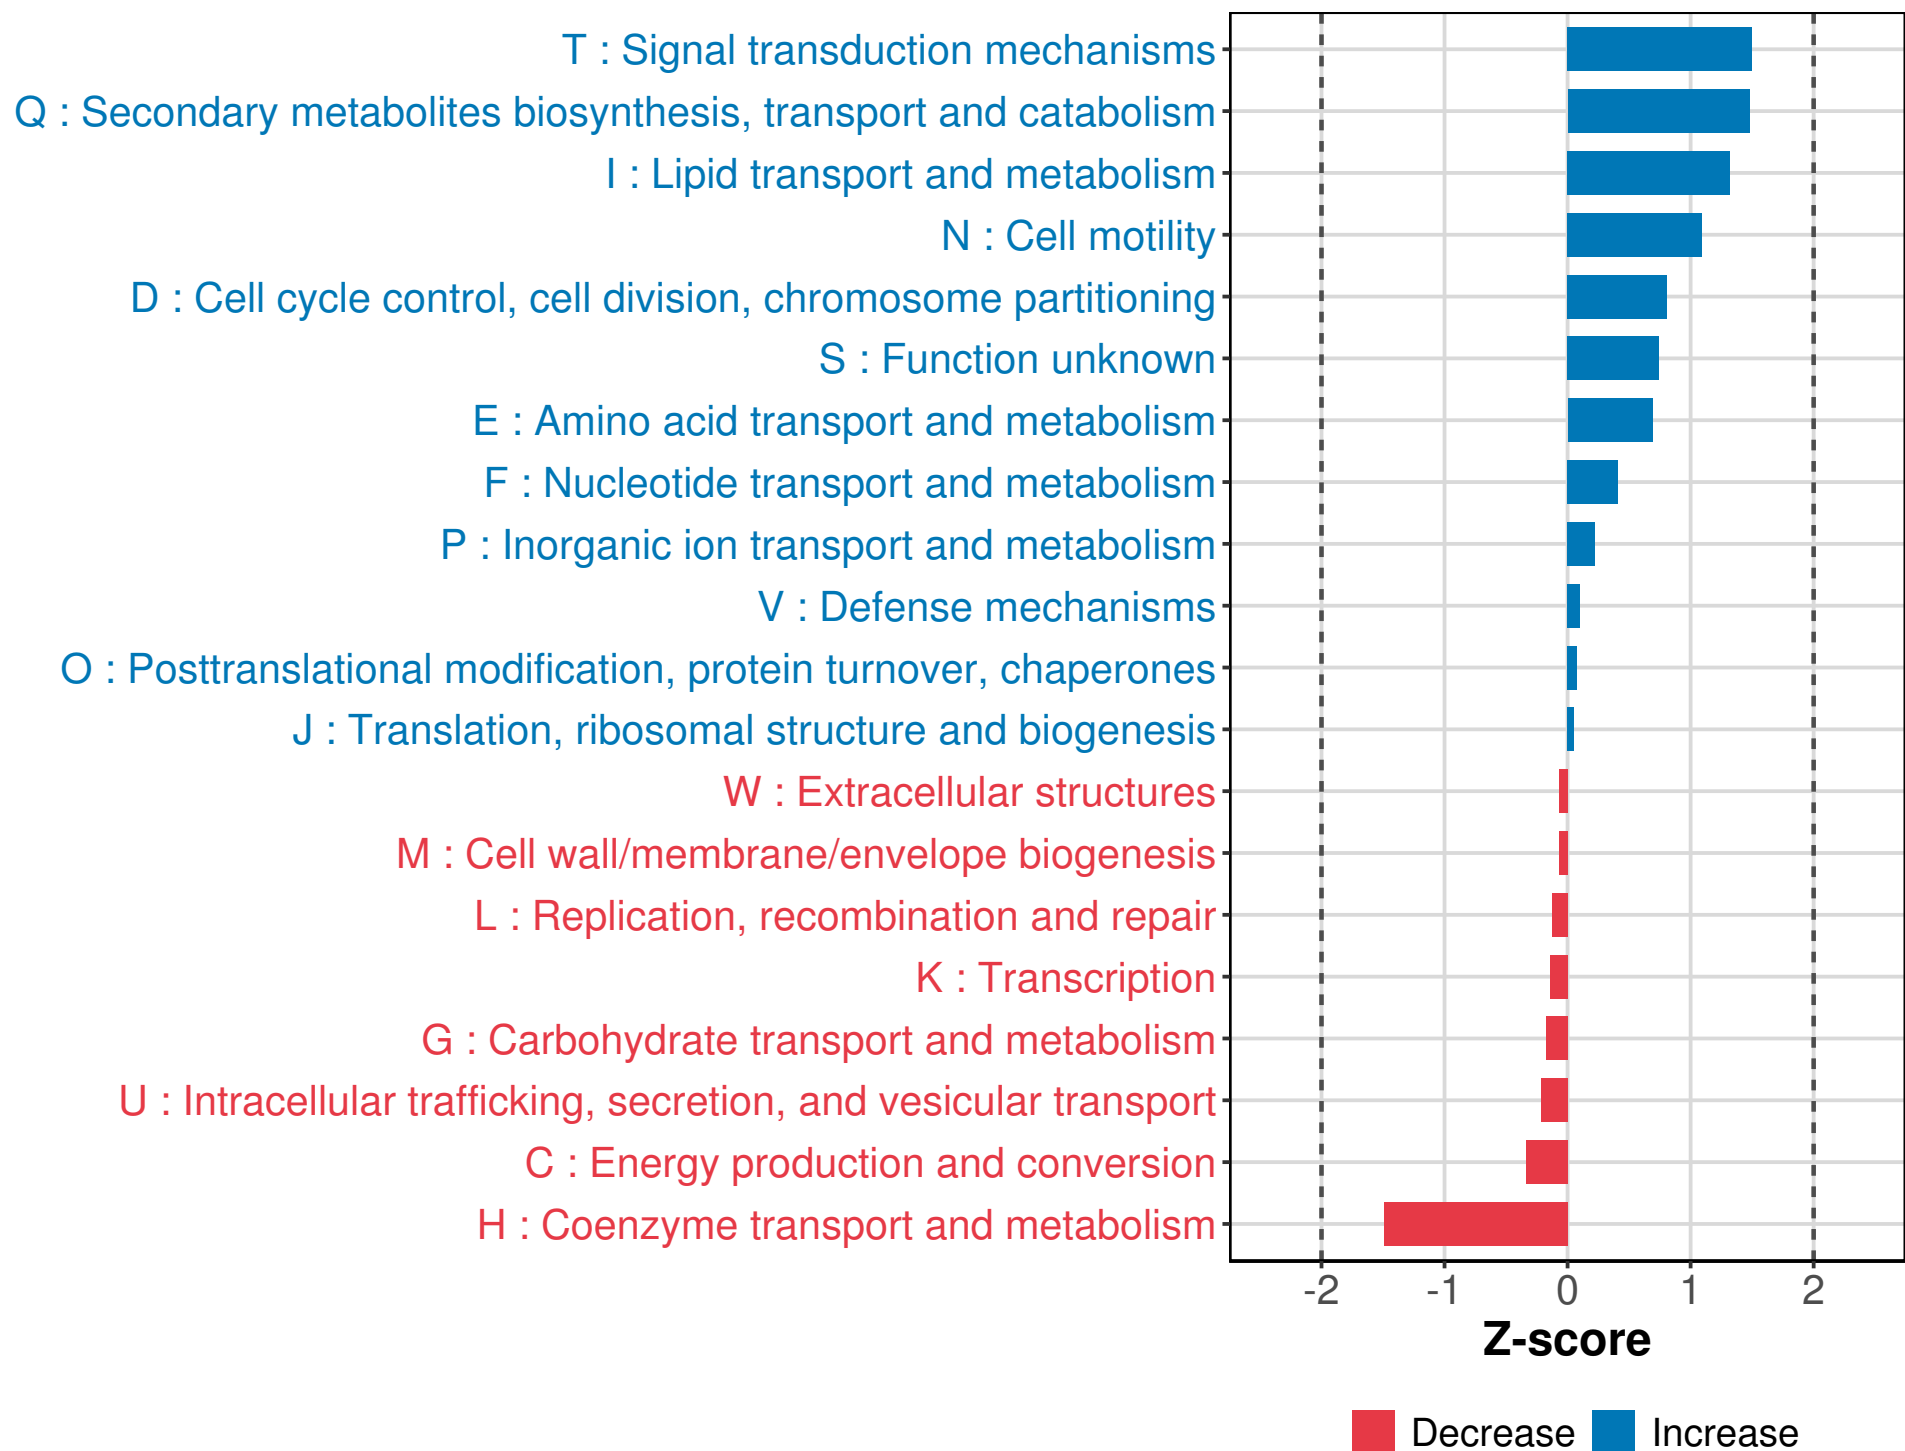 T : Signal transduction mechanisms
Q : Secondary metabolites biosynthesis, transport and catabolism
I : Lipid transport and metabolism
N : Cell motility
D : Cell cycle control, cell division, chromosome partitioning
S : Function unknown
E : Amino acid transport and metabolism
F : Nucleotide transport and metabolism
P : Inorganic ion transport and metabolism
V : Defense mechanisms
O : Posttranslational modification, protein turnover, chaperones
J : Translation, ribosomal structure and biogenesis
W : Extracellular structures
M : Cell wall/membrane/envelope biogenesis
L : Replication, recombination and repair
K : Transcription
G : Carbohydrate transport and metabolism
U : Intracellular trafficking, secretion, and vesicular transport
C : Energy production and conversion
H : Coenzyme transport and metabolism
-2 -1 0 1 2
Z-score
Decrease Increase